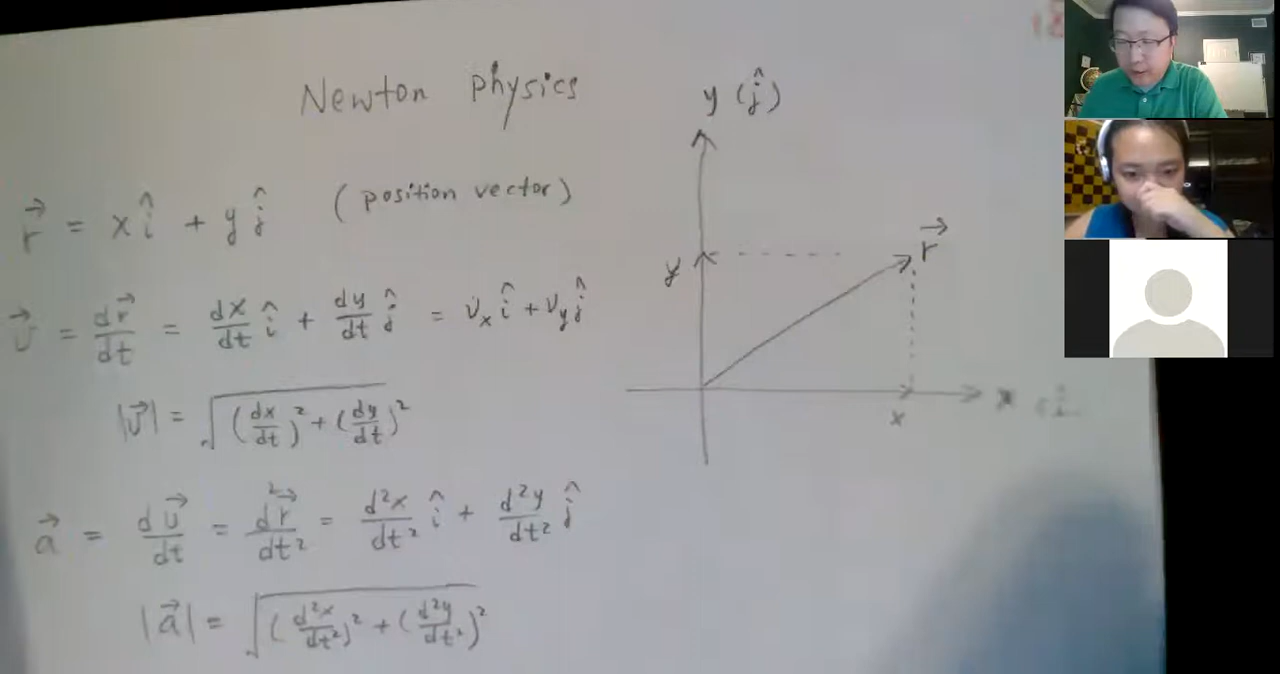 Newton physics
r⃗ = x î + y ĵ (position vector)
v⃗ = dr⃗/dt = dx/dt î + dy/dt ĵ = vₓ î + vᵧ ĵ
|v⃗| = √((dx/dt)² + (dy/dt)²)
a⃗ = dv⃗/dt = d²r⃗/dt² = d²x/dt² î + d²y/dt² ĵ
|a⃗| = √((d²x/dt²)² + (d²y/dt²)²)
y (ĵ)
r⃗
y
x
x